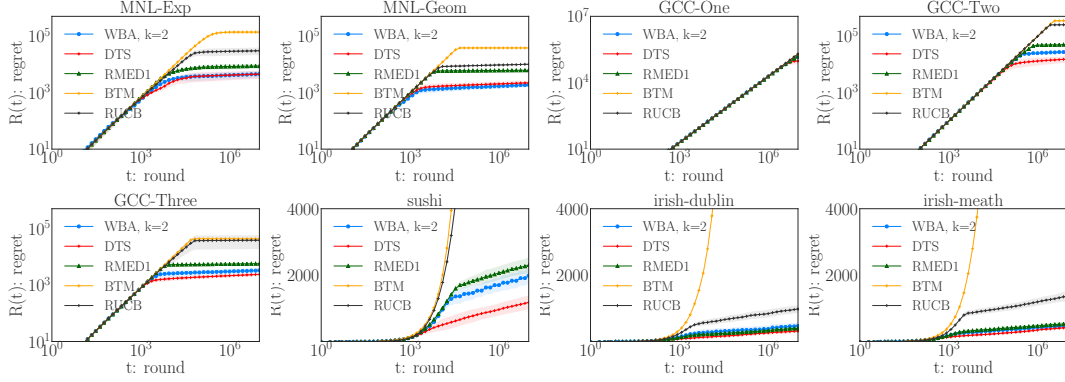 MNL-Exp
R(t): regret
10^5
10^3
10^1
WBA, k=2
DTS
RMED1
BTM
RUCB
10^0
10^3
10^6
t: round
MNL-Geom
R(t): regret
10^5
10^3
10^1
WBA, k=2
DTS
RMED1
BTM
RUCB
10^0
10^3
10^6
t: round
GCC-One
R(t): regret
10^7
10^4
10^1
WBA, k=2
DTS
RMED1
BTM
RUCB
10^0
10^3
10^6
t: round
GCC-Two
R(t): regret
10^5
10^3
10^1
WBA, k=2
DTS
RMED1
BTM
RUCB
10^0
10^3
10^6
t: round
GCC-Three
R(t): regret
10^5
10^3
10^1
WBA, k=2
DTS
RMED1
BTM
RUCB
10^0
10^3
10^6
t: round
sushi
R(t): regret
4000
2000
WBA, k=2
DTS
RMED1
BTM
RUCB
10^0
10^3
10^6
t: round
irish-dublin
R(t): regret
4000
2000
WBA, k=2
DTS
RMED1
BTM
RUCB
10^0
10^3
10^6
t: round
irish-meath
R(t): regret
4000
2000
WBA, k=2
DTS
RMED1
BTM
RUCB
10^0
10^3
10^6
t: round